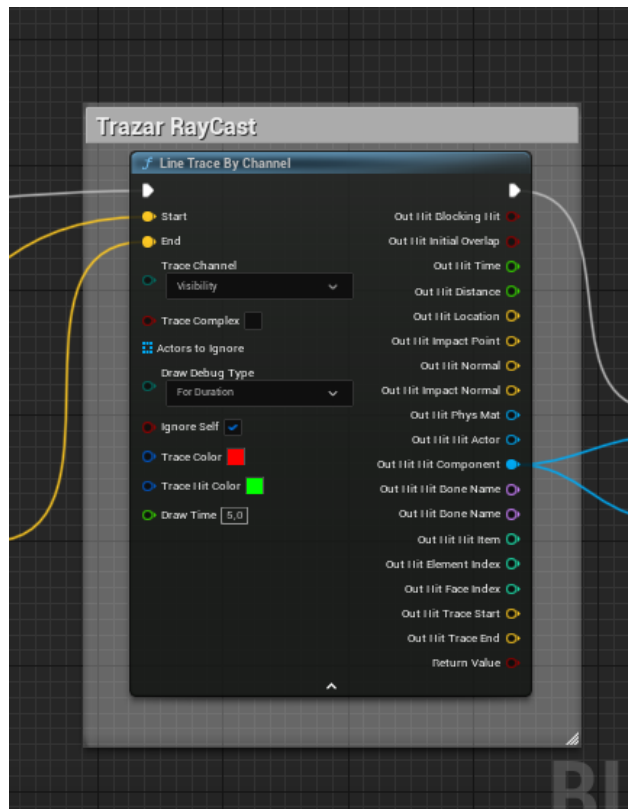 Trazar RayCast
f Line Trace By Channel
Start
End
Trace Channel
Visibility
Trace Complex
Actors to Ignore
Draw Debug Type
For Duration
Ignore Self
Trace Color
Trace Hit Color
Draw Time 5,0
Out Hit Blocking Hit
Out Hit Initial Overlap
Out Hit Time
Out Hit Distance
Out Hit Location
Out Hit Impact Point
Out Hit Normal
Out Hit Impact Normal
Out Hit Phys Mat
Out Hit Hit Actor
Out Hit Hit Component
Out Hit Hit Bone Name
Out Hit Bone Name
Out Hit Hit Item
Out Hit Element Index
Out Hit Face Index
Out Hit Trace Start
Out Hit Trace End
Return Value
BL